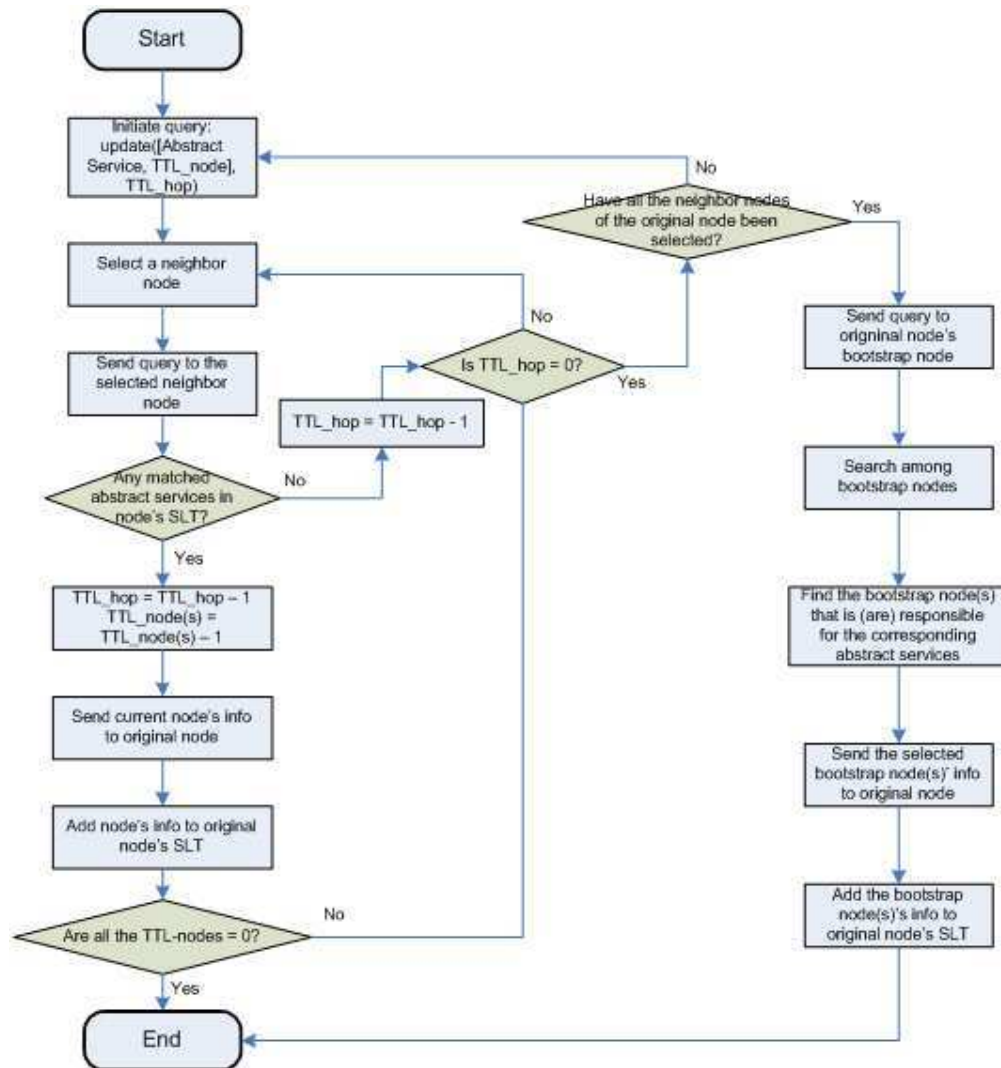 Start
Initiate query:
update([Abstract
Service, TTL_node],
TTL_hop)
Select a neighbor
node
Send query to the
selected neighbor
node
Any matched
abstract services in
node's SLT?
No
Yes
TTL_hop = TTL_hop - 1
Is TTL_hop = 0?
No
Yes
Have all the neighbor nodes
of the original node been
selected?
No
Yes
TTL_hop = TTL_hop – 1
TTL_node(s) =
TTL_node(s) – 1
Send current node's info
to original node
Add node's info to original
node's SLT
Are all the TTL-nodes = 0?
No
Yes
End
Send query to
origninal node's
bootstrap node
Search among
bootstrap nodes
Find the bootstrap node(s)
that is (are) responsible
for the corresponding
abstract services
Send the selected
bootstrap node(s)' info
to original node
Add the bootstrap
node(s)'s info to
original node's SLT